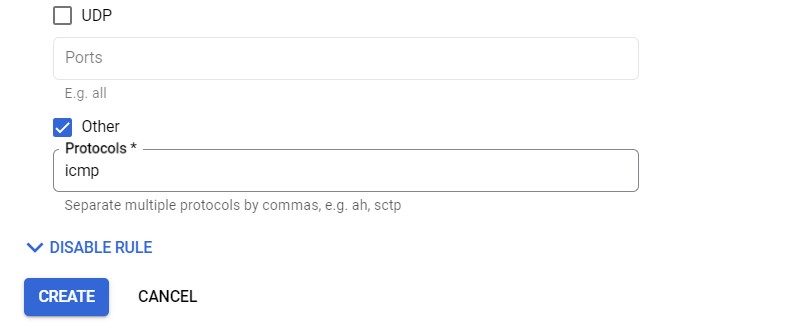 UDP
Ports
E.g. all
Other
Protocols *
icmp
Separate multiple protocols by commas, e.g. ah, sctp
DISABLE RULE
CREATE CANCEL